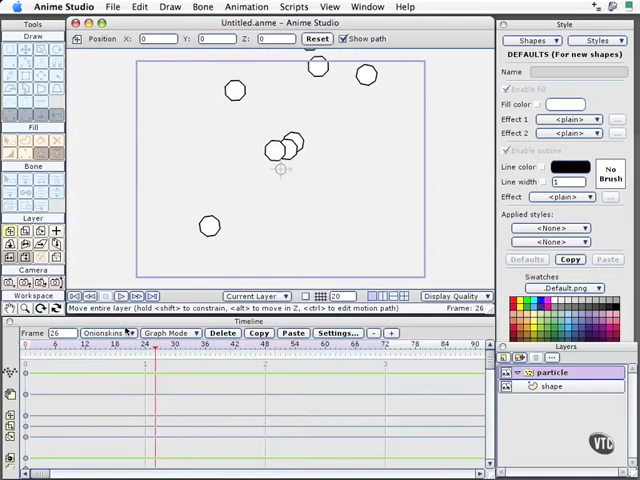 Anime Studio File Edit Draw Bone Animation Scripts View Window Help
Untitled.anme - Anime Studio
Tools
Draw
Fill
Bone
Layer
Camera
Workspace
Position X: 0 Y: 0 Z: 0 Reset Show path
Current Layer 20 Display Quality
Move entire layer (hold <shift> to constrain, <alt> to move in Z, <ctrl> to edit motion path) Frame: 26
Timeline
Frame 26 Onionskins Graph Mode Delete Copy Paste Settings... - +
0 6 12 18 24 30 36 42 48 54 60 66 72 78 84 90
0 1 2 3
Style
Shapes Styles
DEFAULTS (For new shapes)
Name
Enable fill
Fill color
Effect 1 <plain> ...
Effect 2 <plain> ...
Enable outline
Line color
Line width 1
No Brush
Effect <plain> ...
Applied styles:
<None>
<None>
Defaults Copy Paste
Swatches
.Default.png
Layers
particle
shape
VTC